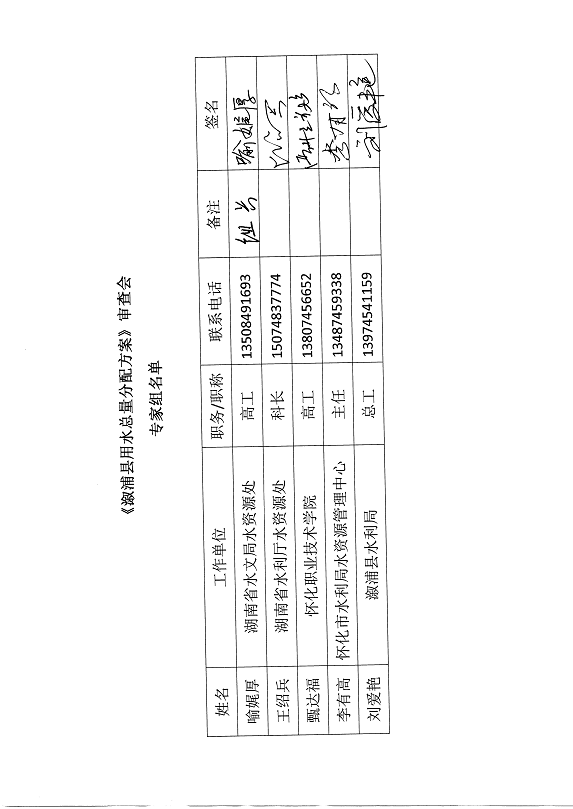 《溆浦县用水总量分配方案》审查会
专家组名单
姓名 工作单位 职务/职称 联系电话 备注 签名
喻娓厚 湖南省水文局水资源处 高工 13508491693 组长 喻娓厚
王绍兵 湖南省水利厅水资源处 科长 15074837774
甄达福 怀化职业技术学院 高工 13807456652
李有高 怀化市水利局水资源管理中心 主任 13487459338
刘爱艳 溆浦县水利局 总工 13974541159 刘爱艳